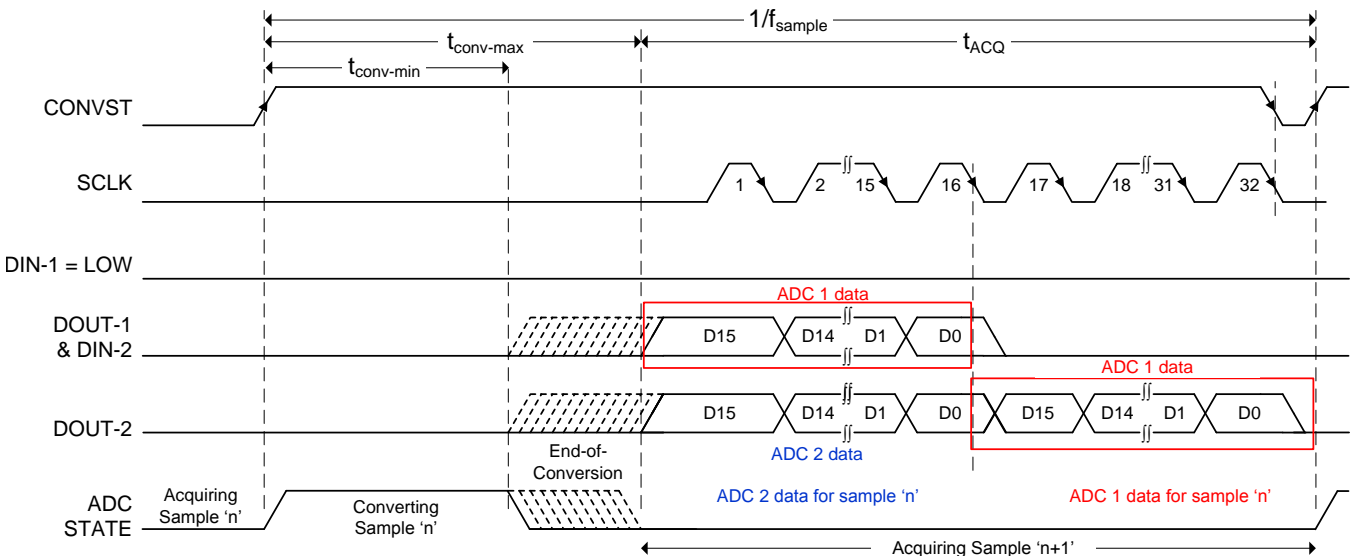 1/fsample
tconv-max
tACQ
tconv-min
CONVST
SCLK
1 2 ∫∫ 15 16 17 18 ∫∫ 31 32
DIN-1 = LOW
ADC 1 data
DOUT-1
& DIN-2
D15 D14 ∫∫ D1 D0
ADC 1 data
DOUT-2
D15 D14 ∫∫ D1 D0 D15 D14 ∫∫ D1 D0
End-of-
Conversion
ADC 2 data
ADC
STATE
Acquiring
Sample ‘n’
Converting
Sample ‘n’
ADC 2 data for sample ‘n’
ADC 1 data for sample ‘n’
Acquiring Sample ‘n+1’